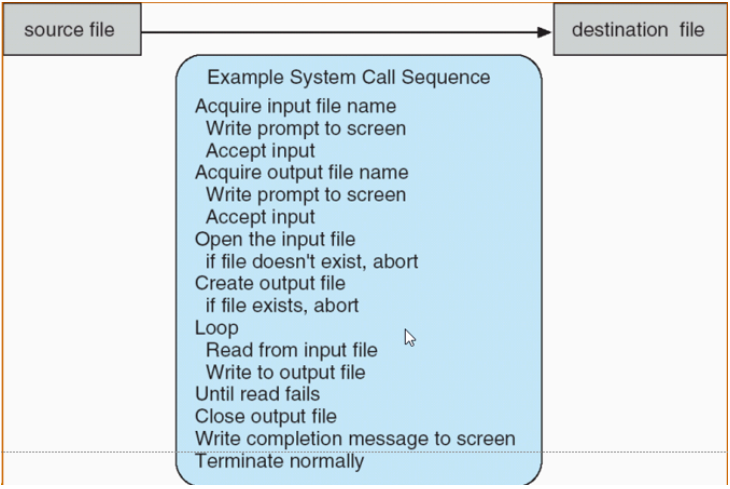 source file
destination file
Example System Call Sequence
Acquire input file name
Write prompt to screen
Accept input
Acquire output file name
Write prompt to screen
Accept input
Open the input file
if file doesn't exist, abort
Create output file
if file exists, abort
Loop
Read from input file
Write to output file
Until read fails
Close output file
Write completion message to screen
Terminate normally